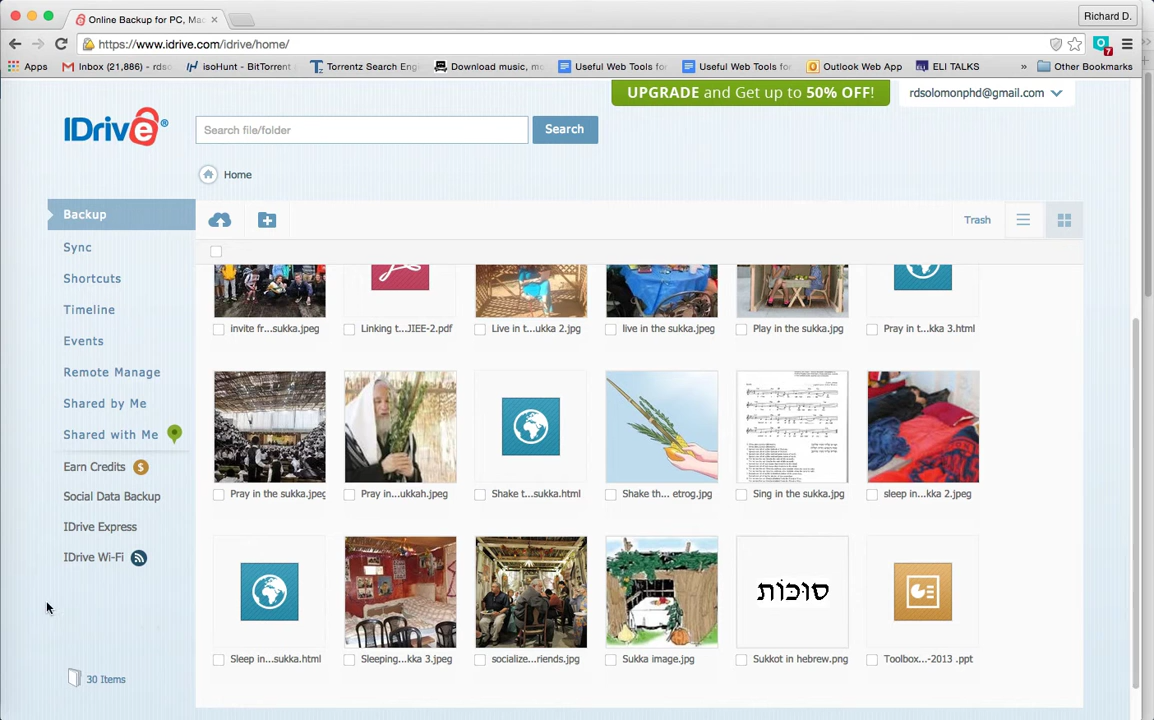 Online Backup for PC, Mac
Richard D.
https://www.idrive.com/idrive/home/
Apps
Inbox (21,886) - rdso
isoHunt - BitTorrent
Torrentz Search Eng
Download music, m
Useful Web Tools fo
Useful Web Tools fo
Outlook Web App
ELI TALKS
»
Other Bookmarks
UPGRADE and Get up to 50% OFF!
rdsolomonphd@gmail.com
IDrive®
Search file/folder
Search
Home
Backup
Trash
Sync
Shortcuts
Timeline
Events
Remote Manage
Shared by Me
Shared with Me
Earn Credits $
Social Data Backup
IDrive Express
IDrive Wi-Fi
30 Items
invite fr...sukka.jpeg
Linking t...JIEE-2.pdf
Live in t...ukka 2.jpg
live in the sukka.jpeg
Play in the sukka.jpg
Pray in t...kka 3.html
Pray in the sukka.jpeg
Pray in...ukkah.jpeg
Shake t...sukka.html
Shake th... etrog.jpg
Sing in the sukka.jpg
sleep in...kka 2.jpeg
סוכות
Sleep in...sukka.html
Sleeping...kka 3.jpeg
socialize...riends.jpg
Sukka image.jpg
Sukkot in hebrew.png
Toolbox...-2013 .ppt